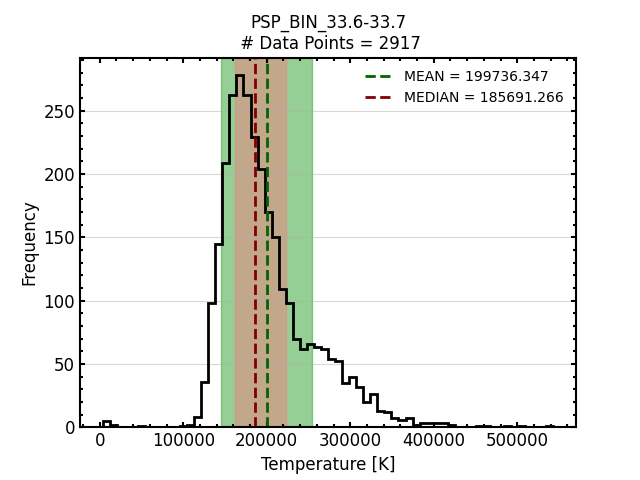 PSP_BIN_33.6-33.7
# Data Points = 2917
MEAN = 199736.347
MEDIAN = 185691.266
Frequency
250
200
150
100
50
0
0 100000 200000 300000 400000 500000
Temperature [K]